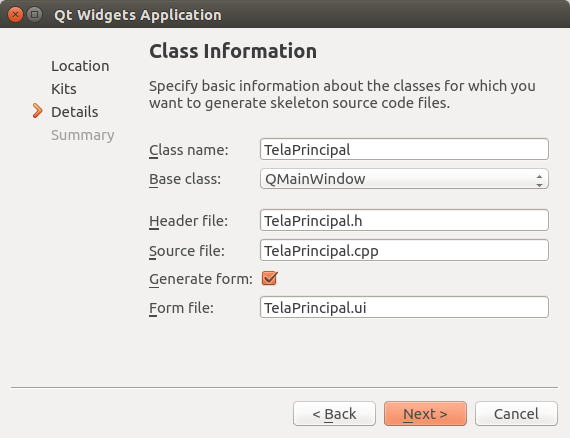 Qt Widgets Application
Location
Kits
Details
Summary
Class Information
Specify basic information about the classes for which you
want to generate skeleton source code files.
Class name: TelaPrincipal
Base class: QMainWindow
Header file: TelaPrincipal.h
Source file: TelaPrincipal.cpp
Generate form:
Form file: TelaPrincipal.ui
< Back Next > Cancel